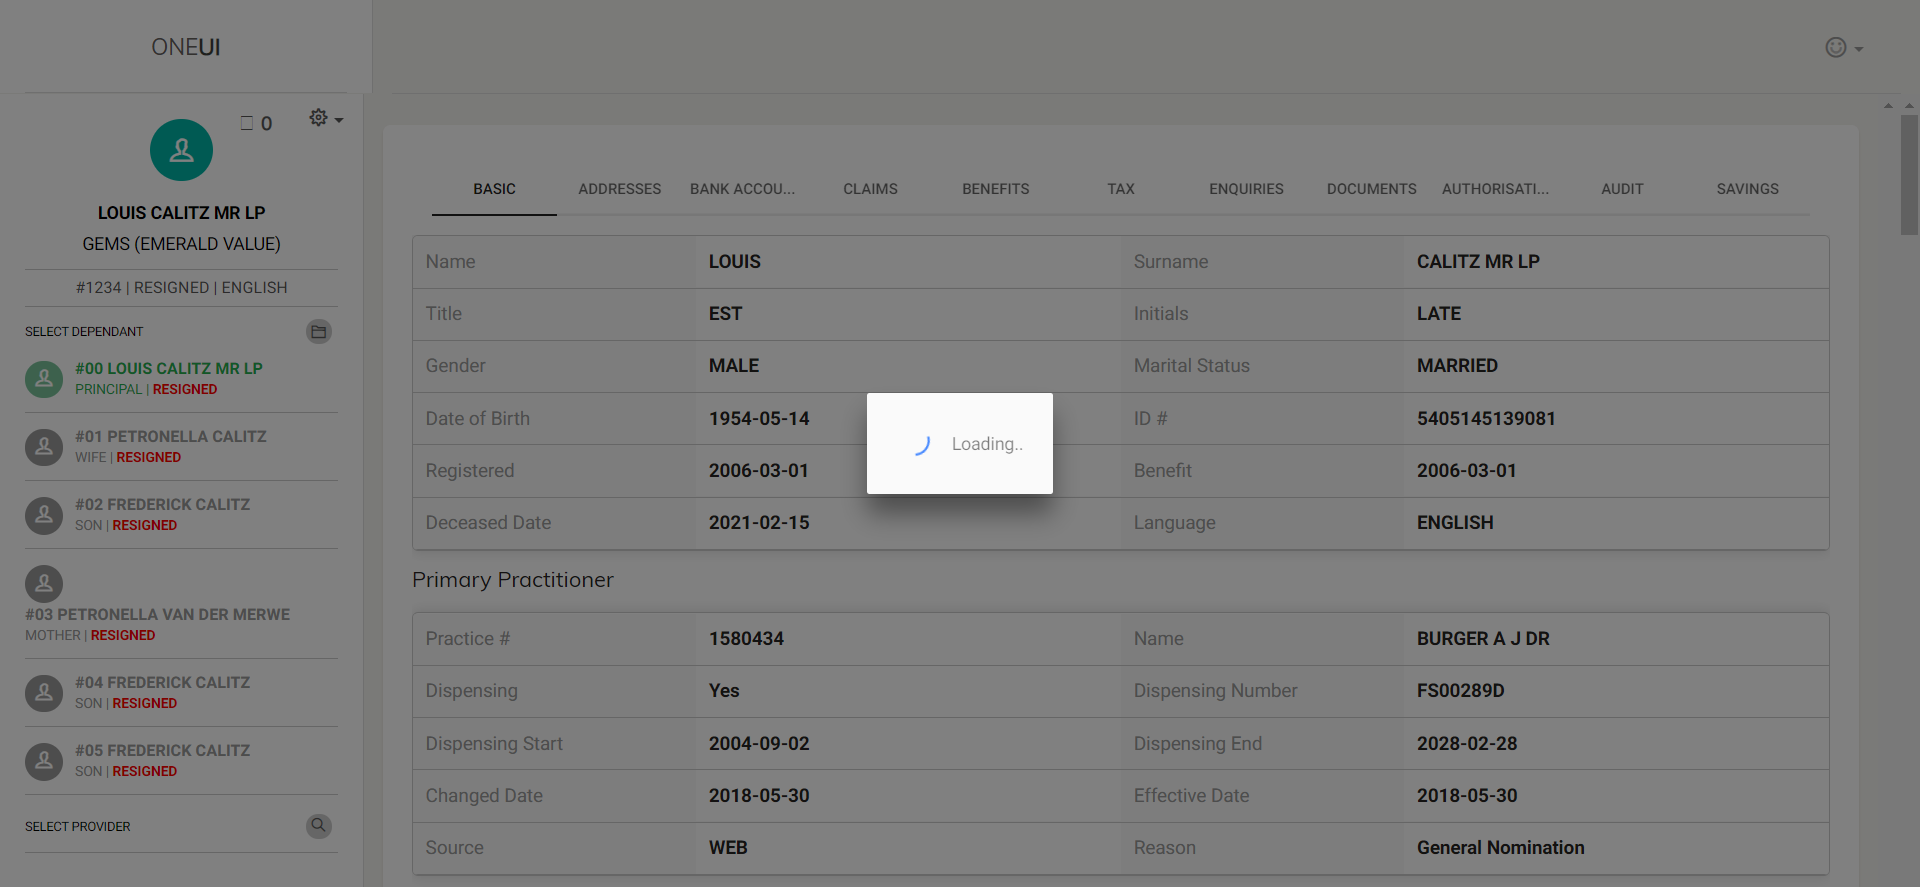 ONEUI
0
LOUIS CALITZ MR LP
GEMS (EMERALD VALUE)
#1234 | RESIGNED | ENGLISH
SELECT DEPENDANT
#00 LOUIS CALITZ MR LP
PRINCIPAL | RESIGNED
#01 PETRONELLA CALITZ
WIFE | RESIGNED
#02 FREDERICK CALITZ
SON | RESIGNED
#03 PETRONELLA VAN DER MERWE
MOTHER | RESIGNED
#04 FREDERICK CALITZ
SON | RESIGNED
#05 FREDERICK CALITZ
SON | RESIGNED
SELECT PROVIDER
BASIC ADDRESSES BANK ACCOU... CLAIMS BENEFITS TAX ENQUIRIES DOCUMENTS AUTHORISATI... AUDIT SAVINGS
Name LOUIS Surname CALITZ MR LP
Title EST Initials LATE
Gender MALE Marital Status MARRIED
Date of Birth 1954-05-14 ID # 5405145139081
Loading..
Registered 2006-03-01 Benefit 2006-03-01
Deceased Date 2021-02-15 Language ENGLISH
Primary Practitioner
Practice # 1580434 Name BURGER A J DR
Dispensing Yes Dispensing Number FS00289D
Dispensing Start 2004-09-02 Dispensing End 2028-02-28
Changed Date 2018-05-30 Effective Date 2018-05-30
Source WEB Reason General Nomination